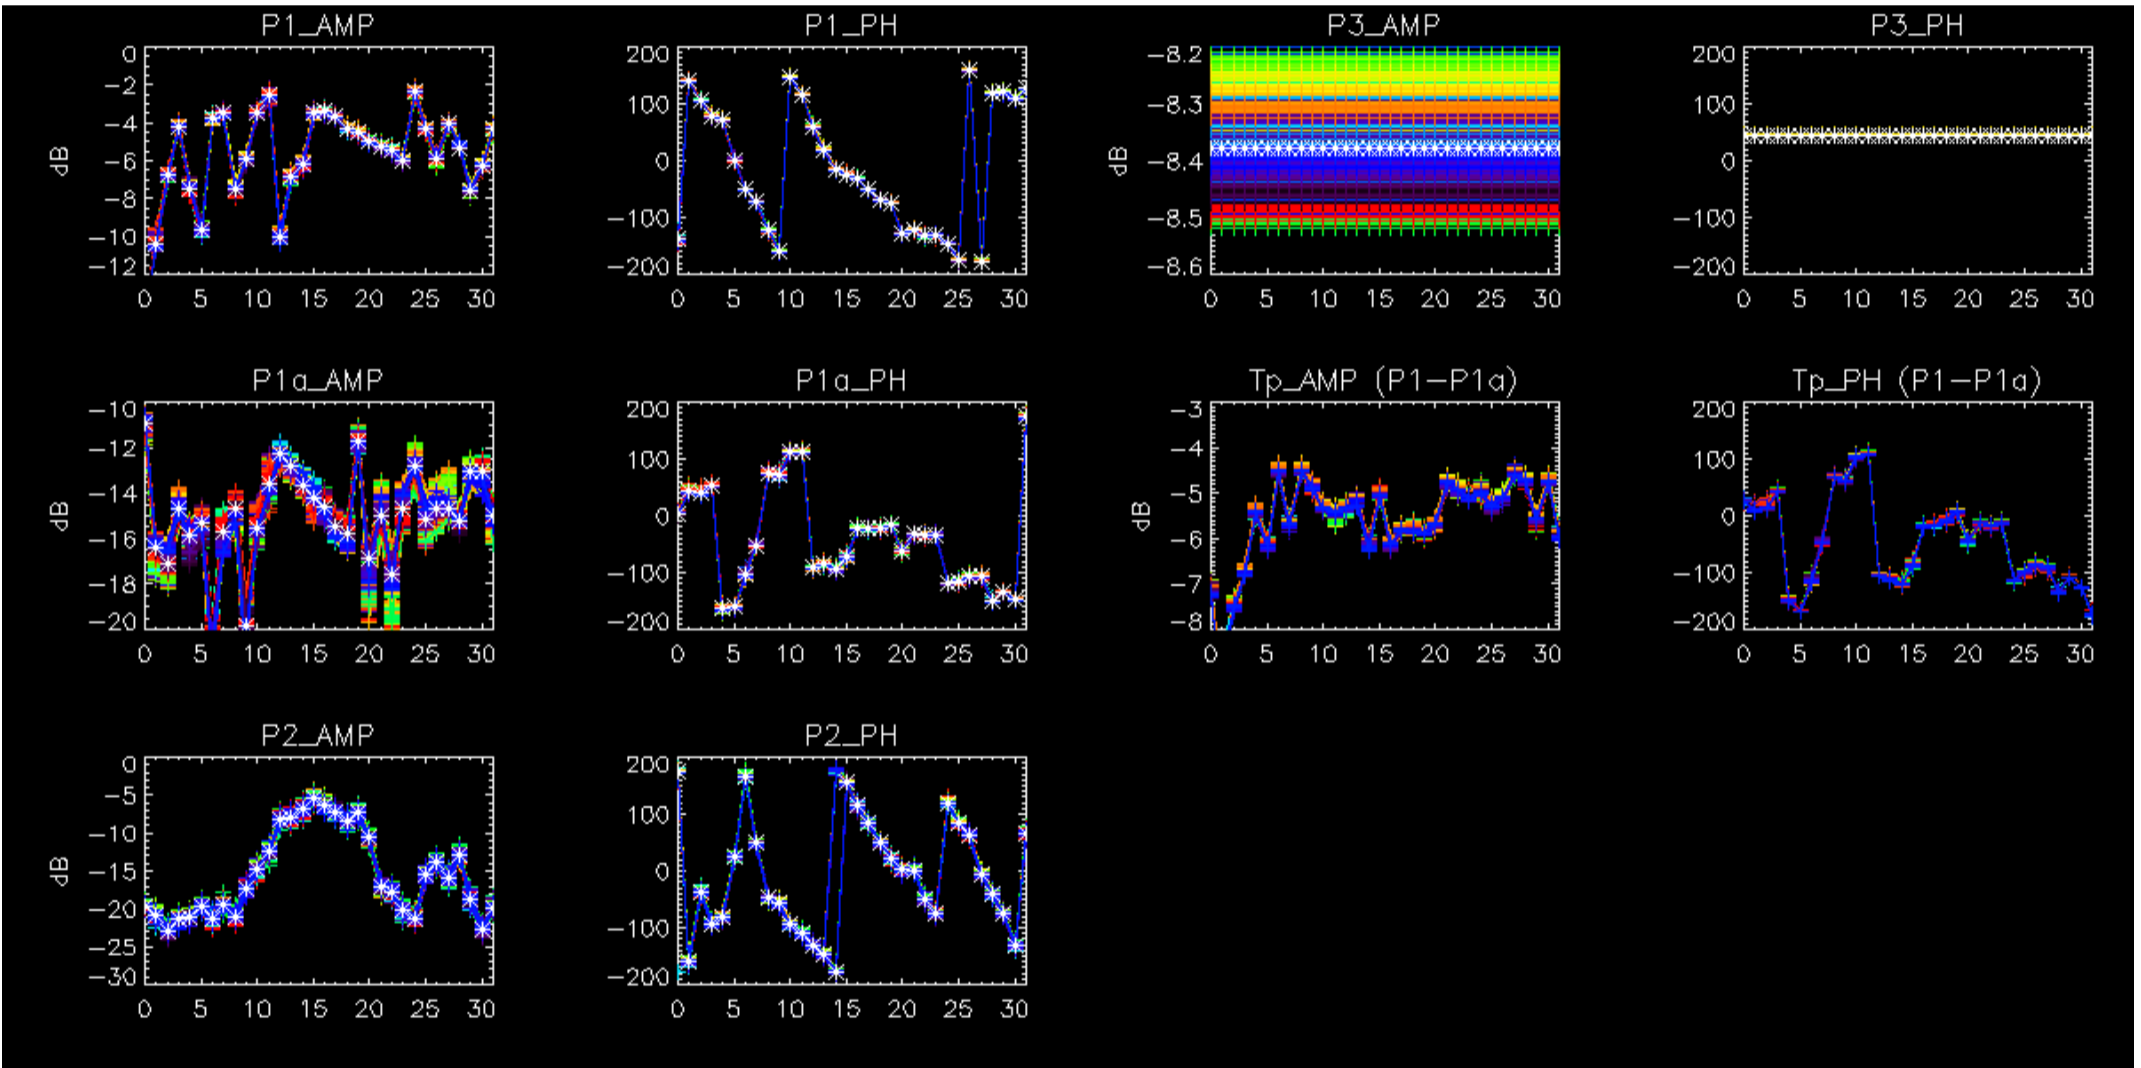 P1_AMP
0
−2
−4
−6
−8
−10
−12
dB
0 5 10 15 20 25 30
P1_PH
200
100
0
−100
−200
0 5 10 15 20 25 30
P3_AMP
−8.2
−8.3
−8.4
−8.5
−8.6
dB
0 5 10 15 20 25 30
P3_PH
200
100
0
−100
−200
0 5 10 15 20 25 30
P1a_AMP
−10
−12
−14
−16
−18
−20
dB
0 5 10 15 20 25 30
P1a_PH
200
100
0
−100
−200
0 5 10 15 20 25 30
Tp_AMP (P1−P1a)
−3
−4
−5
−6
−7
−8
dB
0 5 10 15 20 25 30
Tp_PH (P1−P1a)
200
100
0
−100
−200
0 5 10 15 20 25 30
P2_AMP
0
−5
−10
−15
−20
−25
−30
dB
0 5 10 15 20 25 30
P2_PH
200
100
0
−100
−200
0 5 10 15 20 25 30